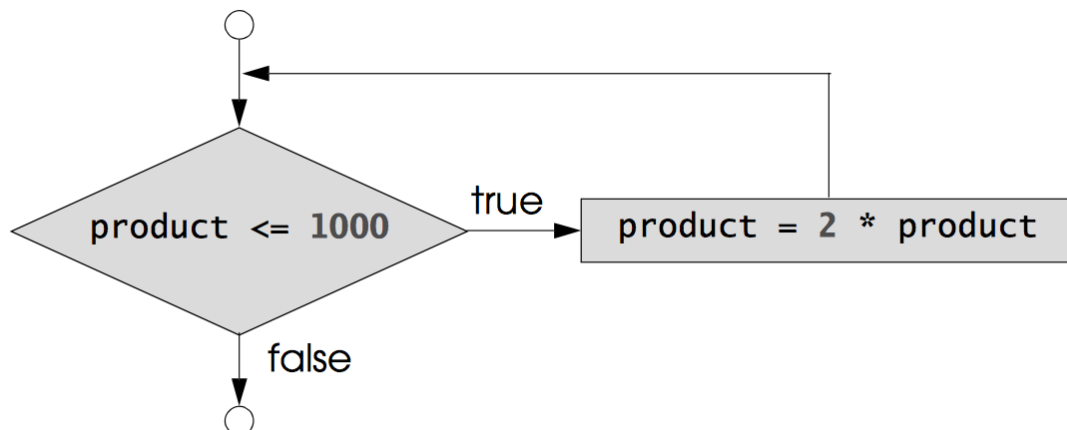 true
product <= 1000
product = 2 * product
false